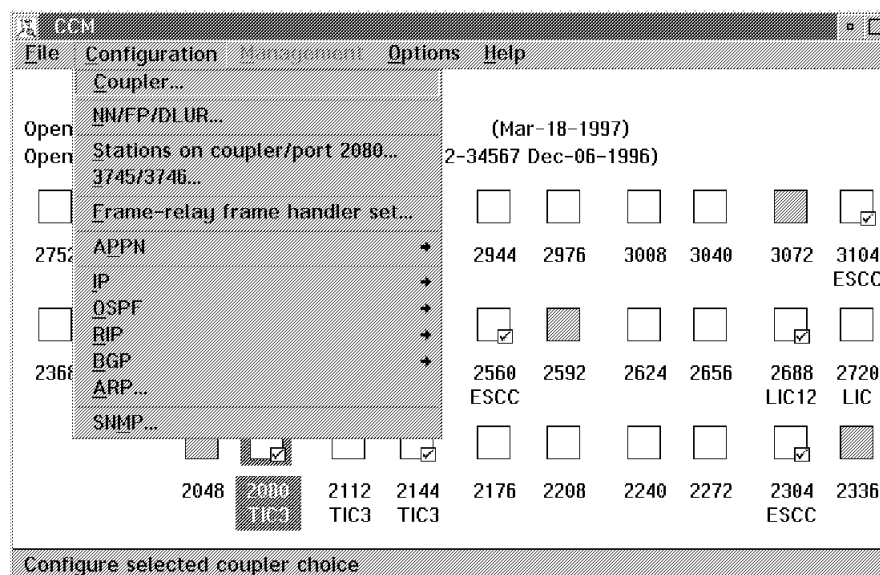 CCM
File Configuration Management Options Help
Coupler...
NN/FP/DLUR...
Open (Mar-18-1997)
Stations on coupler/port 2080...
Open 2-34567 Dec-06-1996)
3745/3746...
Frame-relay frame handler set...
APPN
2752 2944 2976 3008 3040 3072 3104
ESCC
IP
OSPF
RIP
BGP
2368 2560 2592 2624 2656 2688 2720
ARP...
ESCC LIC12 LIC
SNMP...
2048 2080 2112 2144 2176 2208 2240 2272 2304 2336
TIC3 TIC3 TIC3 ESCC
Configure selected coupler choice